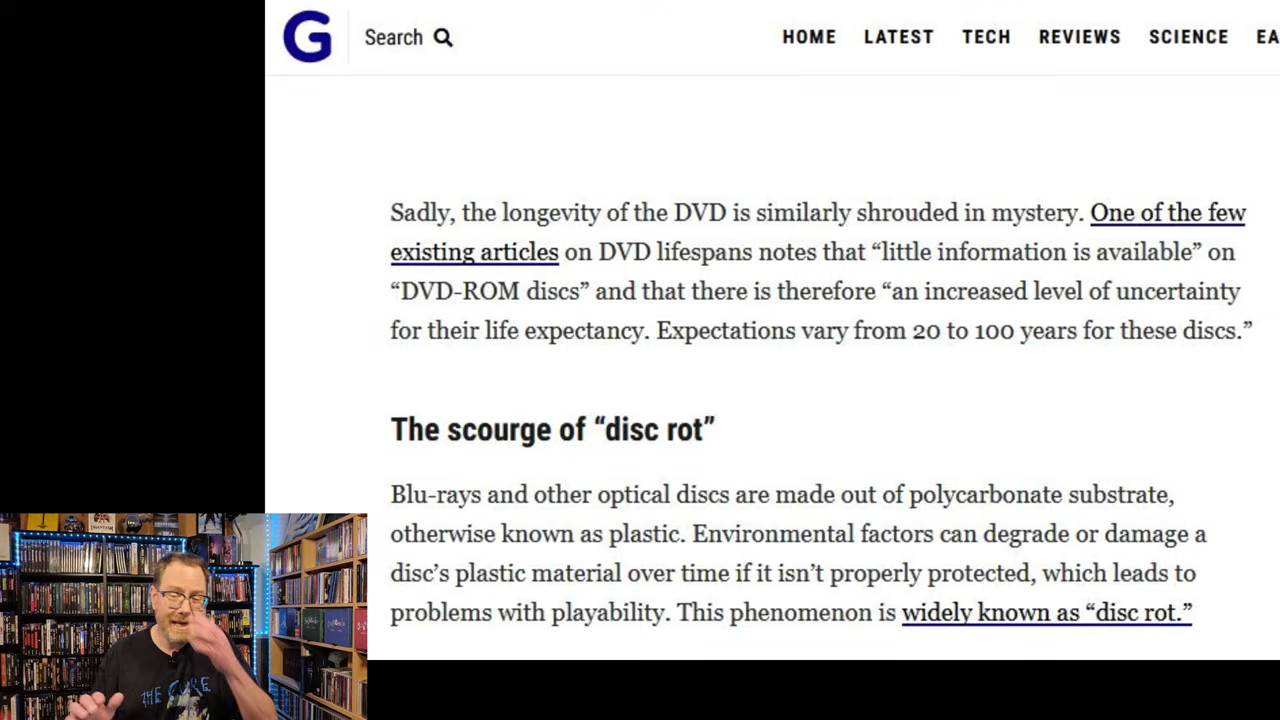 G
Search
HOME LATEST TECH REVIEWS SCIENCE EA
Sadly, the longevity of the DVD is similarly shrouded in mystery. One of the few
existing articles on DVD lifespans notes that “little information is available” on
“DVD-ROM discs” and that there is therefore “an increased level of uncertainty
for their life expectancy. Expectations vary from 20 to 100 years for these discs.”
The scourge of “disc rot”
Blu-rays and other optical discs are made out of polycarbonate substrate,
otherwise known as plastic. Environmental factors can degrade or damage a
disc’s plastic material over time if it isn’t properly protected, which leads to
problems with playability. This phenomenon is widely known as “disc rot.”
THE CURE